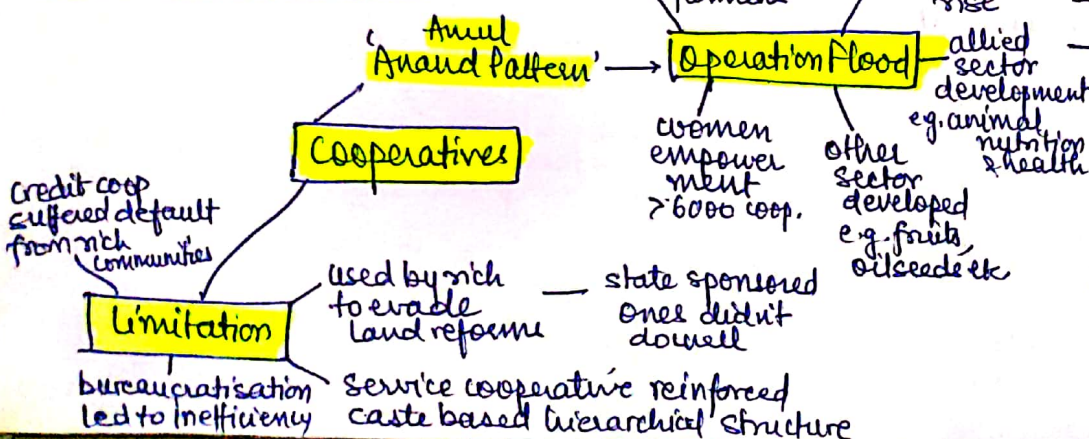 rise
Amul
'Anand Pattern'
Operation Flood
allied
sector
development
e.g. animal
nutrition
& health
women
empower
ment
>6000 coop.
other
sector
developed
e.g. fruits,
oilseeds etc
Cooperatives
credit coop
suffered default
from rich
communities
Limitation
used by rich
to evade
Land reforms
state sponsored
ones didn't
do well
bureaucratisation
led to inefficiency
service cooperative reinforced
caste based hierarchical structure